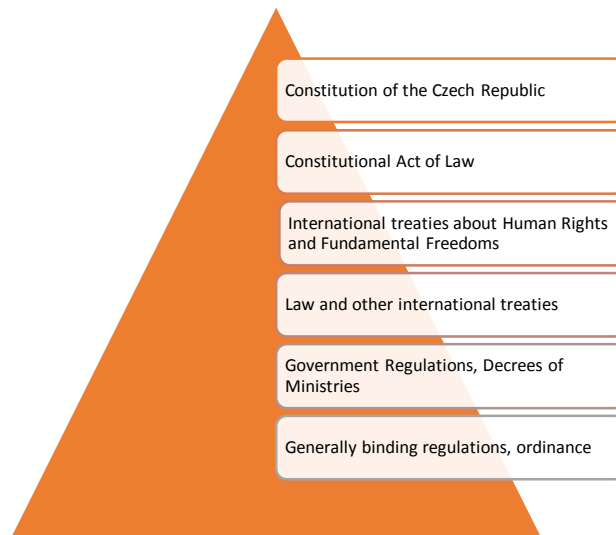 Constitution of the Czech Republic
Constitutional Act of Law
International treaties about Human Rights
and Fundamental Freedoms
Law and other international treaties
Government Regulations, Decrees of
Ministries
Generally binding regulations, ordinance